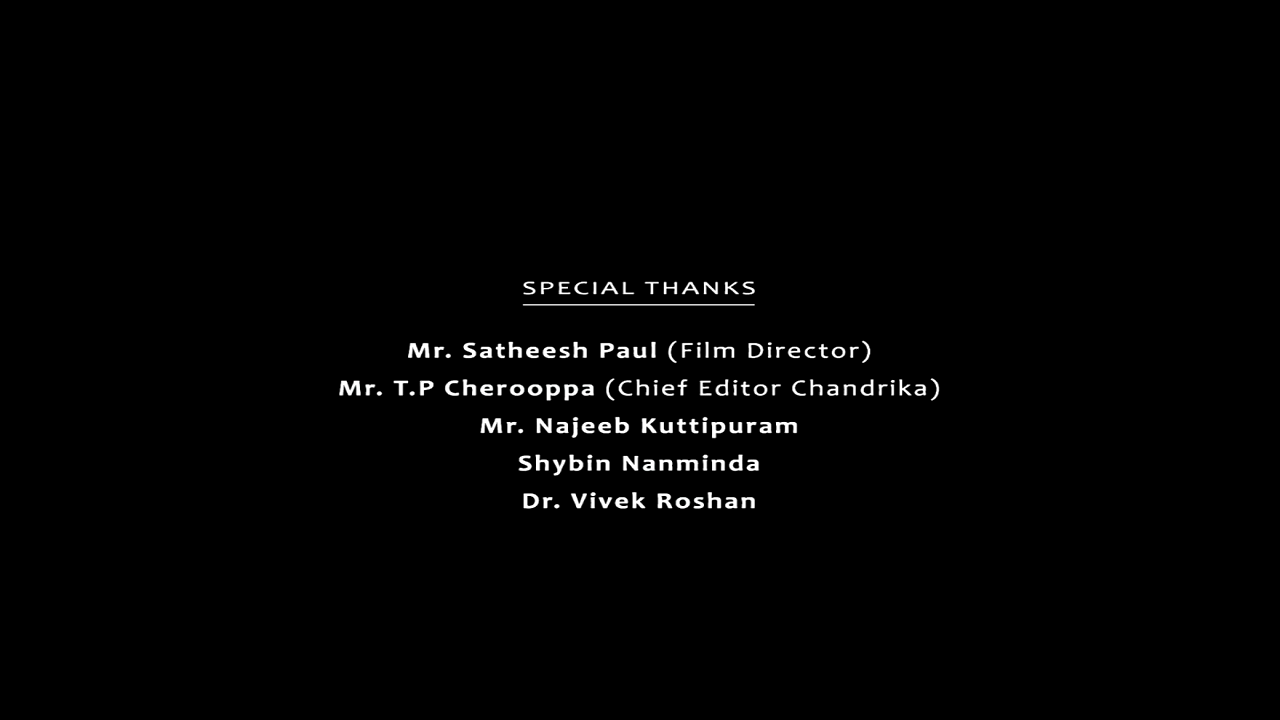 SPECIAL THANKS
Mr. Satheesh Paul (Film Director)
Mr. T.P Cherooppa (Chief Editor Chandrika)
Mr. Najeeb Kuttipuram
Shybin Nanminda
Dr. Vivek Roshan